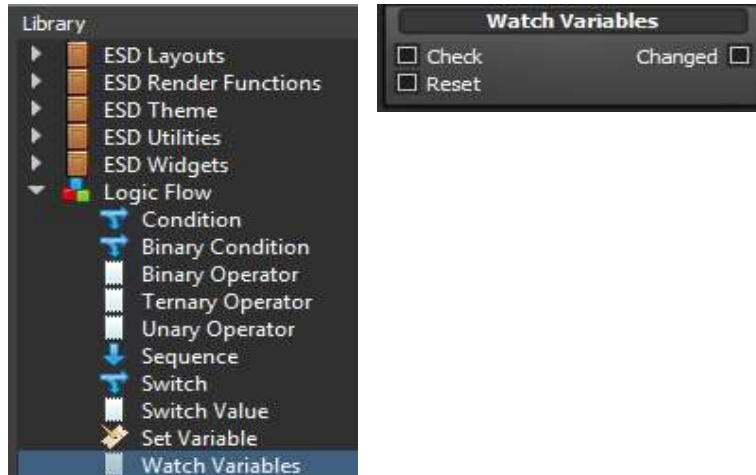 Library
ESD Layouts
ESD Render Functions
ESD Theme
ESD Utilities
ESD Widgets
Logic Flow
Condition
Binary Condition
Binary Operator
Ternary Operator
Unary Operator
Sequence
Switch
Switch Value
Set Variable
Watch Variables
Watch Variables
Check Changed
Reset